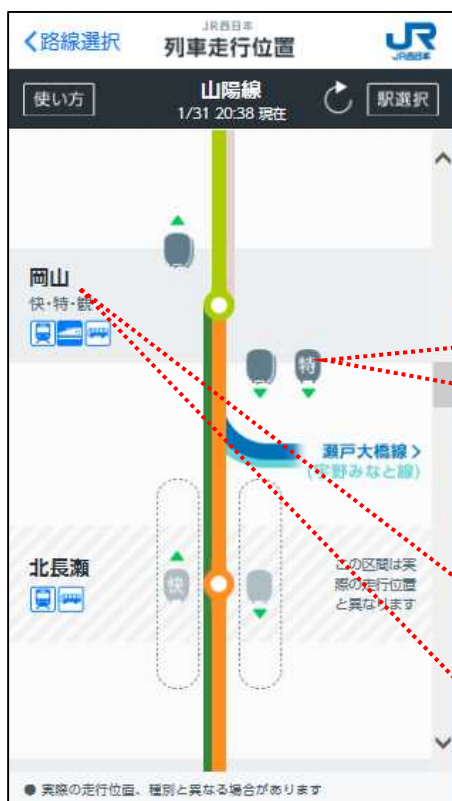 JR西日本
<路線選択
列車走行位置
JR
JR西日本
使い方
山陽線
1/31 20:38 現在
駅選択
岡山
快・特・観
特
瀬戸大橋線>
(宇野みなと線)
北長瀬
快
この区間は実
際の走行位置
と異なります
● 実際の走行位置、種別と異なる場合があります